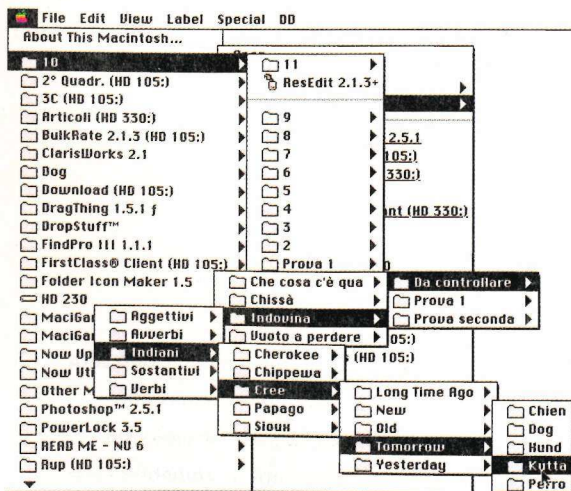 File Edit View Label Special DD
About This Macintosh...
10
2° Quadr. (HD 105:)
3C (HD 105:)
Articoli (HD 330:)
BulkRate 2.1.3 (HD 105:)
ClarisWorks 2.1
Dog
Download (HD 105:)
DragThing 1.5.1 ƒ
DropStuff™
FindPro III 1.1.1
FirstClass® Client (HD 105:)
Folder Icon Maker 1.5
HD 230
MaciGa
MaciGa
Now Up
Now Uti
Other M
Photoshop™ 2.5.1
PowerLock 3.5
READ ME - NU 6
Rup (HD 105:)
11
ResEdit 2.1.3+
9
8
7
6
5
4
3
2
Prova 1
2.5.1
105:)
330:)
nt (HD 330:)
Che cosa c'è qua
Chissà
Indovina
Vuoto a perdere
Da controllare
Prova 1
Prova seconda
05:)
(HD 105:)
Aggettivi
Avverbi
Indiani
Sostantivi
Verbi
Cherokee
Chippewa
Cree
Papago
Sioux
Long Time Ago
New
Old
Tomorrow
Yesterday
Chien
Dog
Hund
Kutta
Perro